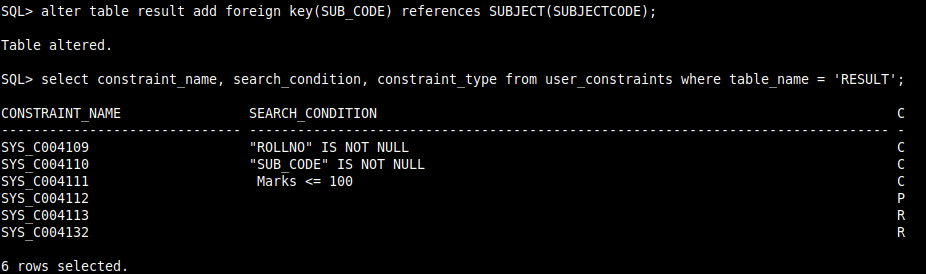 SQL> alter table result add foreign key(SUB_CODE) references SUBJECT(SUBJECTCODE);
Table altered.
SQL> select constraint_name, search_condition, constraint_type from user_constraints where table_name = 'RESULT';
CONSTRAINT_NAME                SEARCH_CONDITION                                                                 C
------------------------------ -------------------------------------------------------------------------------- -
SYS_C004109                    "ROLLNO" IS NOT NULL                                                             C
SYS_C004110                    "SUB_CODE" IS NOT NULL                                                           C
SYS_C004111                     Marks <= 100                                                                    C
SYS_C004112                                                                                                     P
SYS_C004113                                                                                                     R
SYS_C004132                                                                                                     R
6 rows selected.